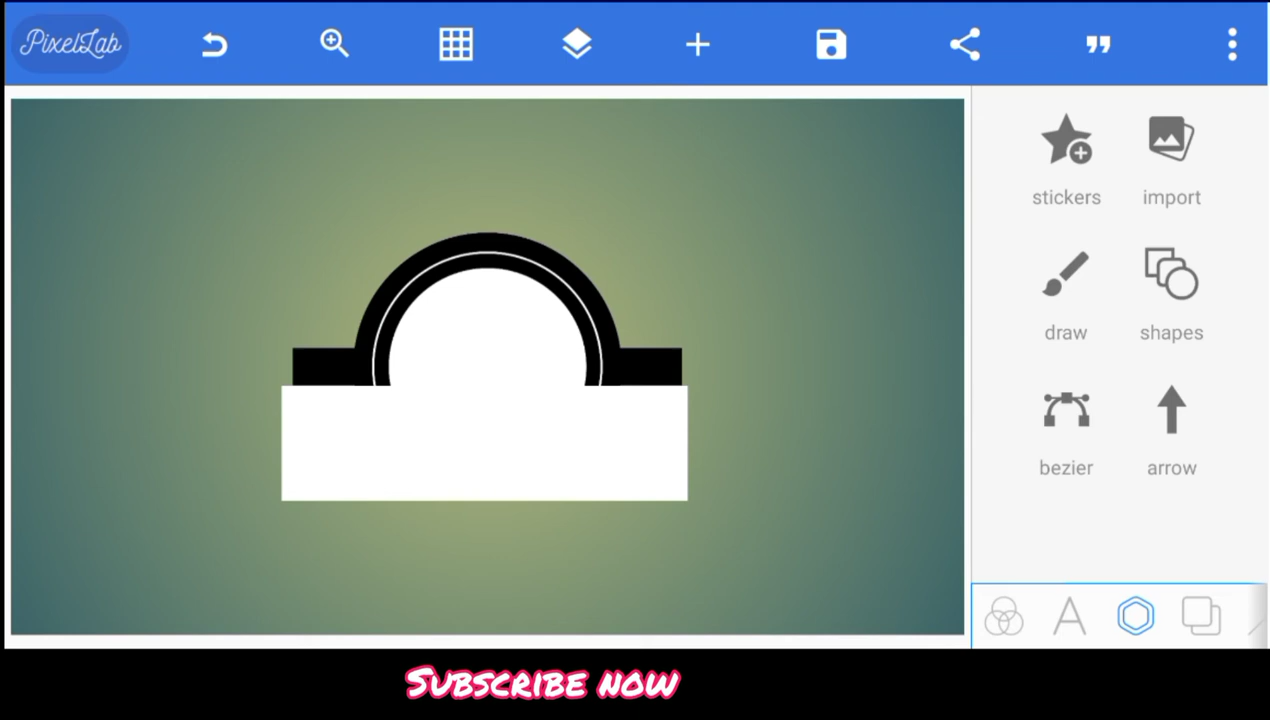 PixelLab
stickers
import
draw
shapes
bezier
arrow
Subscribe now